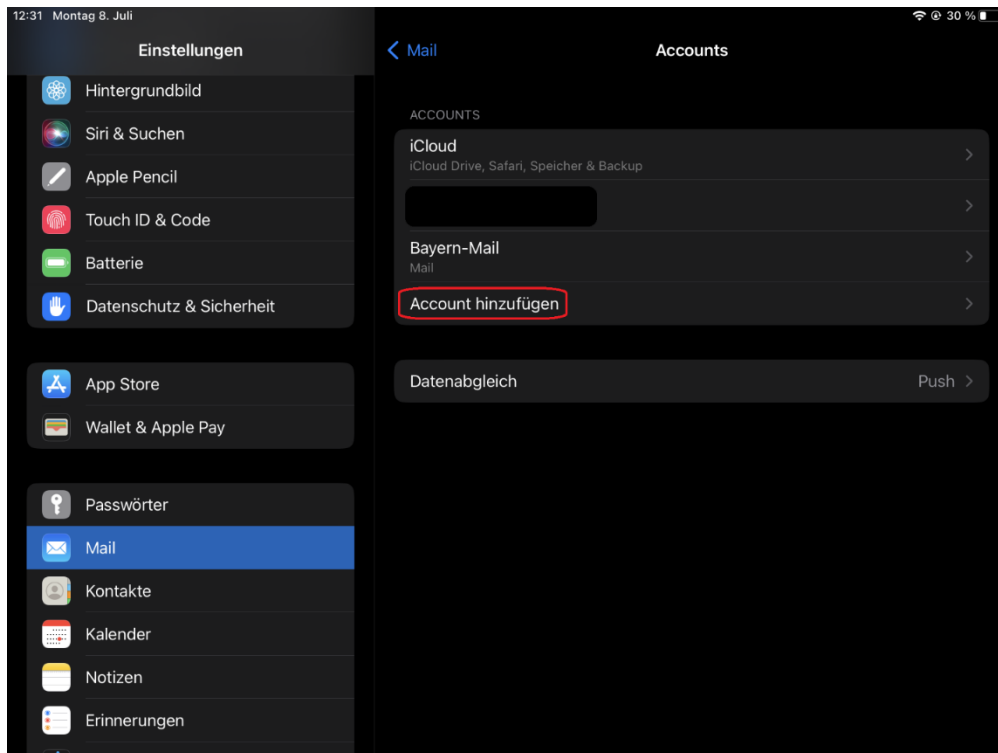 12:31 Montag 8. Juli
30 %
Einstellungen
Hintergrundbild
Siri & Suchen
Apple Pencil
Touch ID & Code
Batterie
Datenschutz & Sicherheit
App Store
Wallet & Apple Pay
Passwörter
Mail
Kontakte
Kalender
Notizen
Erinnerungen
Mail
Accounts
ACCOUNTS
iCloud
iCloud Drive, Safari, Speicher & Backup
Bayern-Mail
Mail
Account hinzufügen
Datenabgleich
Push